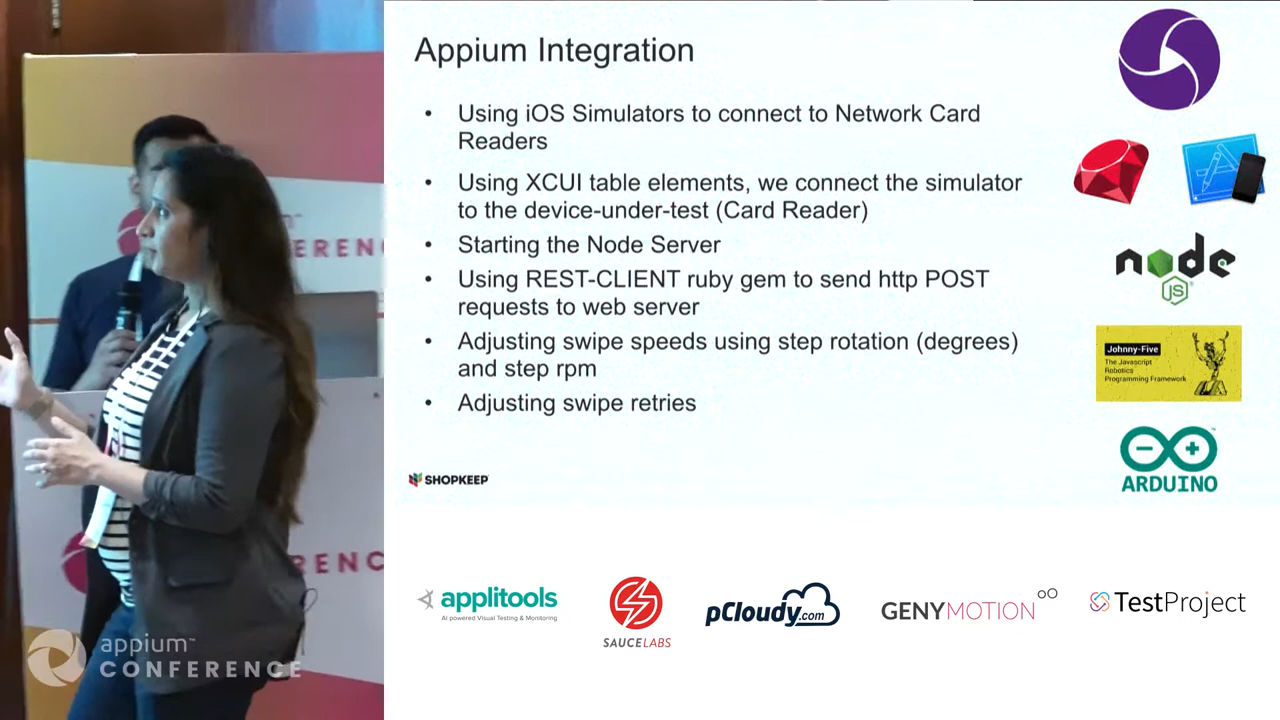 Appium Integration
• Using iOS Simulators to connect to Network Card
Readers
• Using XCUI table elements, we connect the simulator
to the device-under-test (Card Reader)
• Starting the Node Server
• Using REST-CLIENT ruby gem to send http POST
requests to web server
• Adjusting swipe speeds using step rotation (degrees)
and step rpm
• Adjusting swipe retries
SHOPKEEP
node
JS
Johnny-Five
The Javascript
Robotics
Programming Framework
ARDUINO
applitools
AI powered Visual Testing & Monitoring
SAUCELABS
pCloudy.com
GENYMOTION
TestProject
ERENC
RENC
appium™
CONFERENCE